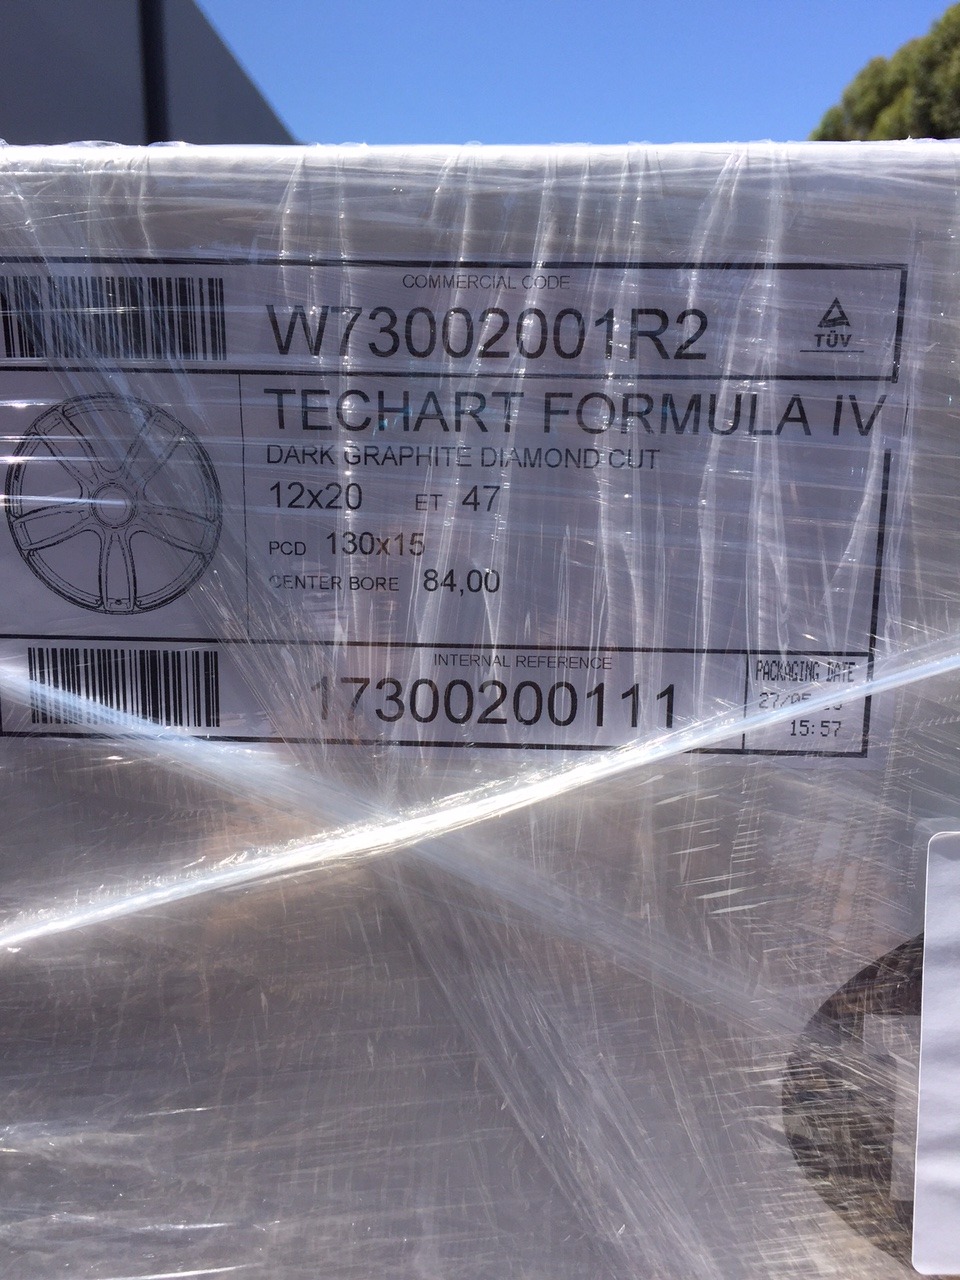 COMMERCIAL CODE
W73002001R2
TÜV
TECHART FORMULA IV
DARK GRAPHITE DIAMOND CUT
12x20 ET 47
PCD 130x15
CENTER BORE 84,00
INTERNAL REFERENCE
17300200111
PACKAGING DATE
15:57